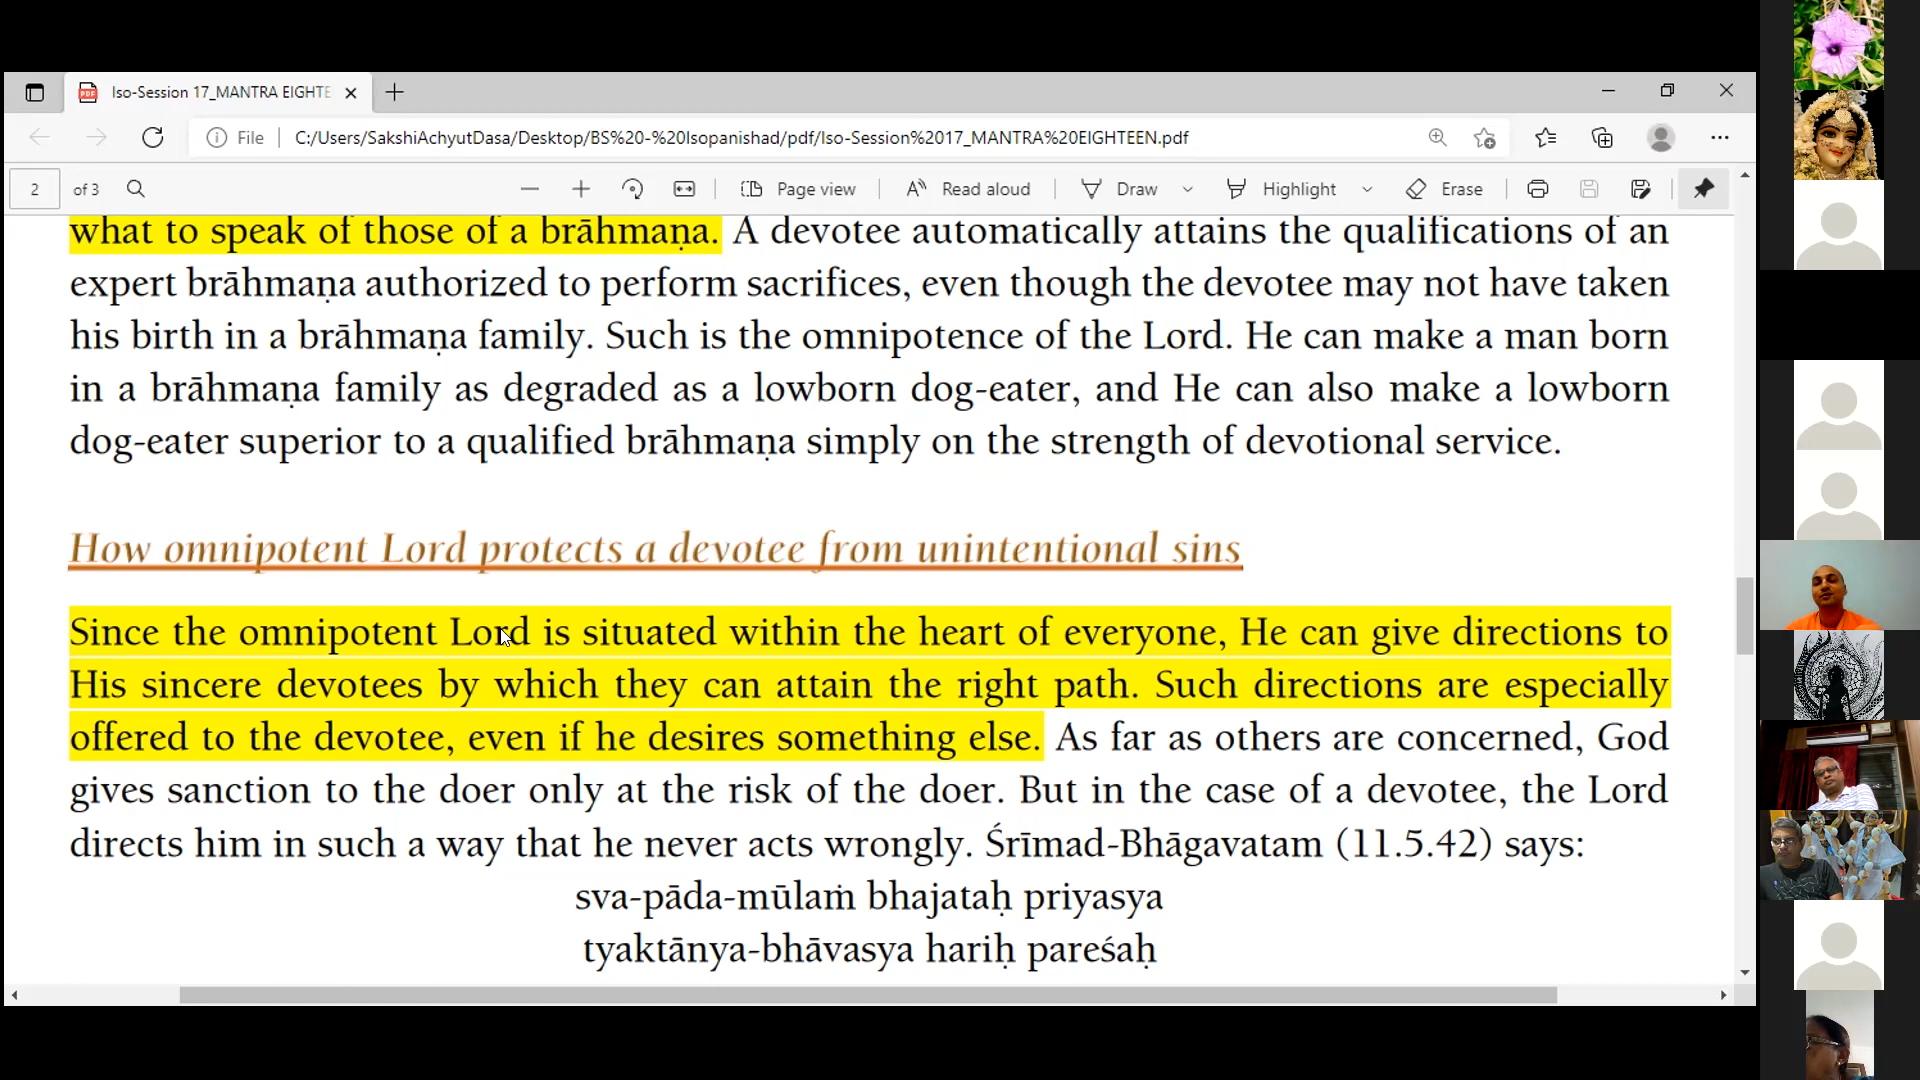 Iso-Session 17_MANTRA EIGHTE
File
C:/Users/SakshiAchyutDasa/Desktop/BS%20-%20Isopanishad/pdf/Iso-Session%2017_MANTRA%20EIGHTEEN.pdf
2 of 3
Page view
Read aloud
Draw
Highlight
Erase
what to speak of those of a brāhmaṇa. A devotee automatically attains the qualifications of an
expert brāhmaṇa authorized to perform sacrifices, even though the devotee may not have taken
his birth in a brāhmaṇa family. Such is the omnipotence of the Lord. He can make a man born
in a brāhmaṇa family as degraded as a lowborn dog-eater, and He can also make a lowborn
dog-eater superior to a qualified brāhmaṇa simply on the strength of devotional service.
How omnipotent Lord protects a devotee from unintentional sins
Since the omnipotent Lord is situated within the heart of everyone, He can give directions to
His sincere devotees by which they can attain the right path. Such directions are especially
offered to the devotee, even if he desires something else. As far as others are concerned, God
gives sanction to the doer only at the risk of the doer. But in the case of a devotee, the Lord
directs him in such a way that he never acts wrongly. Śrīmad-Bhāgavatam (11.5.42) says:
sva-pāda-mūlaṁ bhajataḥ priyasya
tyaktānya-bhāvasya hariḥ pareśaḥ